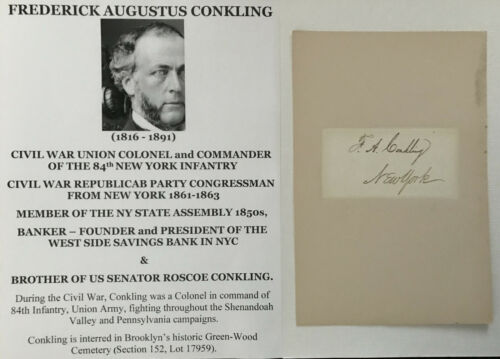 FREDERICK AUGUSTUS CONKLING
(1816 - 1891)
CIVIL WAR UNION COLONEL and COMMANDER
OF THE 84th NEW YORK INFANTRY
CIVIL WAR REPUBLICAB PARTY CONGRESSMAN
FROM NEW YORK 1861-1863
MEMBER OF THE NY STATE ASSEMBLY 1850s,
BANKER – FOUNDER and PRESIDENT OF THE
WEST SIDE SAVINGS BANK IN NYC
&
BROTHER OF US SENATOR ROSCOE CONKLING.
During the Civil War, Conkling was a Colonel in command of
84th Infantry, Union Army, fighting throughout the Shenandoah
Valley and Pennsylvania campaigns.
Conkling is interred in Brooklyn's historic Green-Wood
Cemetery (Section 152, Lot 17959).
F. A. Conkling
New York